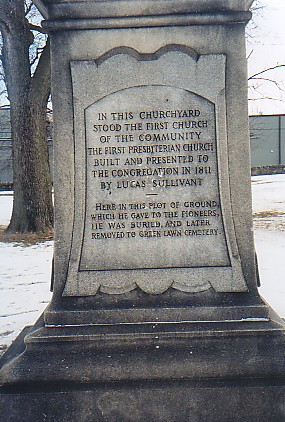 IN THIS CHURCHYARD
STOOD THE FIRST CHURCH
OF THE COMMUNITY
THE FIRST PRESBYTERIAN CHURCH
BUILT AND PRESENTED TO
THE CONGREGATION IN 1811
BY LUCAS SULLIVANT
HERE IN THIS PLOT OF GROUND,
WHICH HE GAVE TO THE PIONEERS,
HE WAS BURIED, AND LATER
REMOVED TO GREEN LAWN CEMETERY.